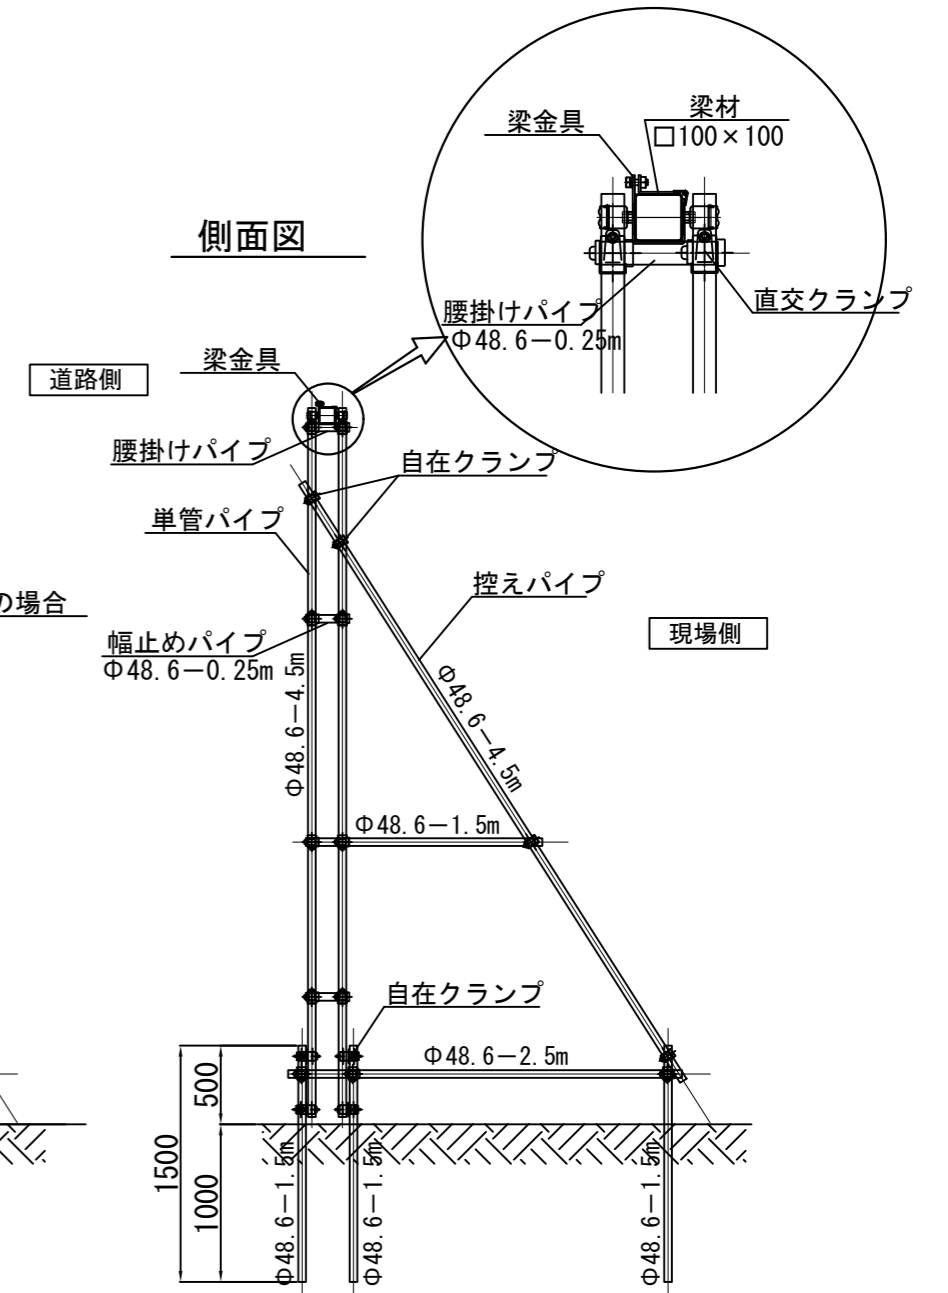 梁金具
梁材
□100×100
側面図
腰掛けパイプ
Φ48.6－0.25m
直交クランプ
道路側
梁金具
腰掛けパイプ
自在クランプ
単管パイプ
控えパイプ
の場合
現場側
幅止めパイプ
Φ48.6－0.25m
Φ48.6－4.5m
Φ48.6－4.5m
Φ48.6－1.5m
自在クランプ
Φ48.6－2.5m
500
1500
1000
Φ48.6－1.5m
Φ48.6－1.5m
Φ48.6－1.5m